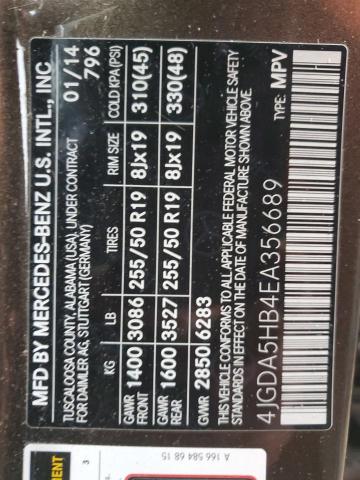 MFD BY MERCEDES-BENZ U.S. INTL., INC
TUSCALOOSA COUNTY, ALABAMA (USA), UNDER CONTRACT 01/14
FOR DAIMLER AG, STUTTGART (GERMANY) 796
KG LB TIRES RIM SIZE COLD KPA (PSI)
GAWR FRONT 1400 3086 255/50 R19 8Jx19 310(45)
GAWR REAR 1600 3527 255/50 R19 8Jx19 330(48)
GVWR 2850 6283
THIS VEHICLE CONFORMS TO ALL APPLICABLE FEDERAL MOTOR VEHICLE SAFETY
STANDARDS IN EFFECT ON THE DATE OF MANUFACTURE SHOWN ABOVE.
4JGDA5HB4EA356689 TYPE: MPV
A 166 584 68 15
3